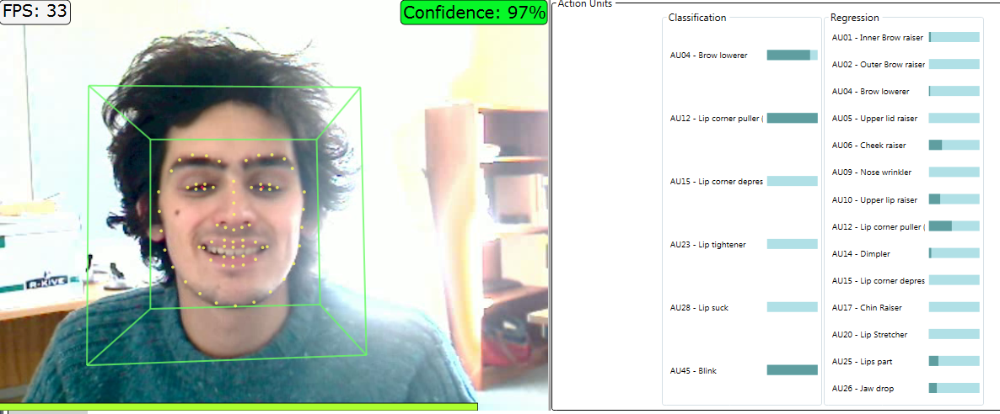 FPS: 33
Confidence: 97%
R-KIVE
Action Units
Classification
AU04 - Brow lowerer
AU12 - Lip corner puller (
AU15 - Lip corner depres
AU23 - Lip tightener
AU28 - Lip suck
AU45 - Blink
Regression
AU01 - Inner Brow raiser
AU02 - Outer Brow raiser
AU04 - Brow lowerer
AU05 - Upper lid raiser
AU06 - Cheek raiser
AU09 - Nose wrinkler
AU10 - Upper lip raiser
AU12 - Lip corner puller (
AU14 - Dimpler
AU15 - Lip corner depres
AU17 - Chin Raiser
AU20 - Lip Stretcher
AU25 - Lips part
AU26 - Jaw drop